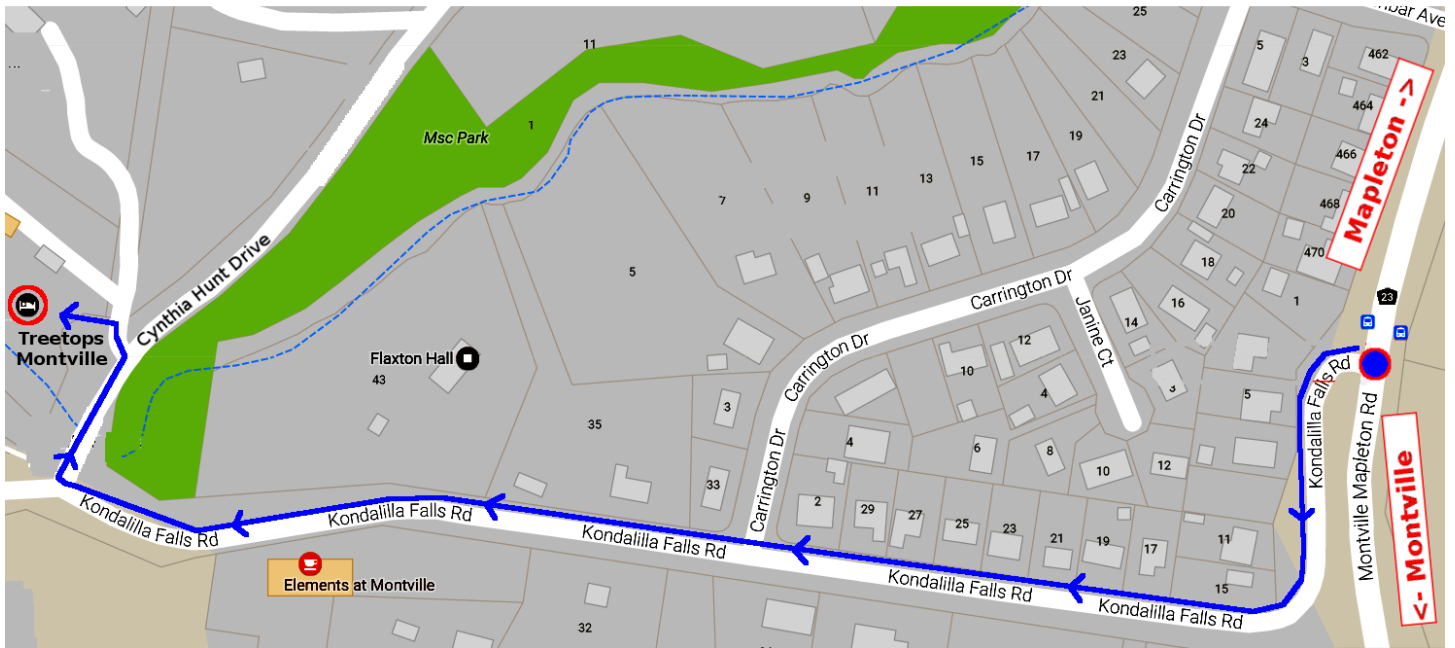 25
nbar Ave
11
5
3
462
23
...
21
464
24
1
Msc Park
19
466
15
17
22
13
11
468
7
9
20
Carrington Dr
Mapleton ->
470
18
5
Cynthia Hunt Drive
Carrington Dr
23
16
1
Janine Ct
14
Treetops
Montville
12
Flaxton Hall
Carrington Dr
10
43
Kondalilla Falls Rd
4
5
3
35
4
6
8
12
10
Carrington Dr
<- Montville
Montville Mapleton Rd
33
2
29
27
25
23
21
19
17
11
Kondalilla Falls Rd
Kondalilla Falls Rd
Kondalilla Falls Rd
Kondalilla Falls Rd
Kondalilla Falls Rd
15
Elements at Montville
32